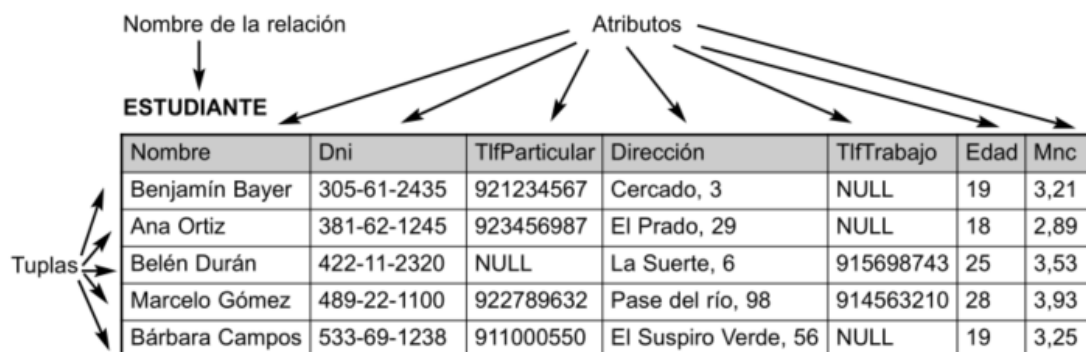 Nombre de la relación
Atributos
ESTUDIANTE
Nombre Dni TlfParticular Dirección TlfTrabajo Edad Mnc
Benjamín Bayer 305-61-2435 921234567 Cercado, 3 NULL 19 3,21
Ana Ortiz 381-62-1245 923456987 El Prado, 29 NULL 18 2,89
Tuplas
Belén Durán 422-11-2320 NULL La Suerte, 6 915698743 25 3,53
Marcelo Gómez 489-22-1100 922789632 Pase del río, 98 914563210 28 3,93
Bárbara Campos 533-69-1238 911000550 El Suspiro Verde, 56 NULL 19 3,25